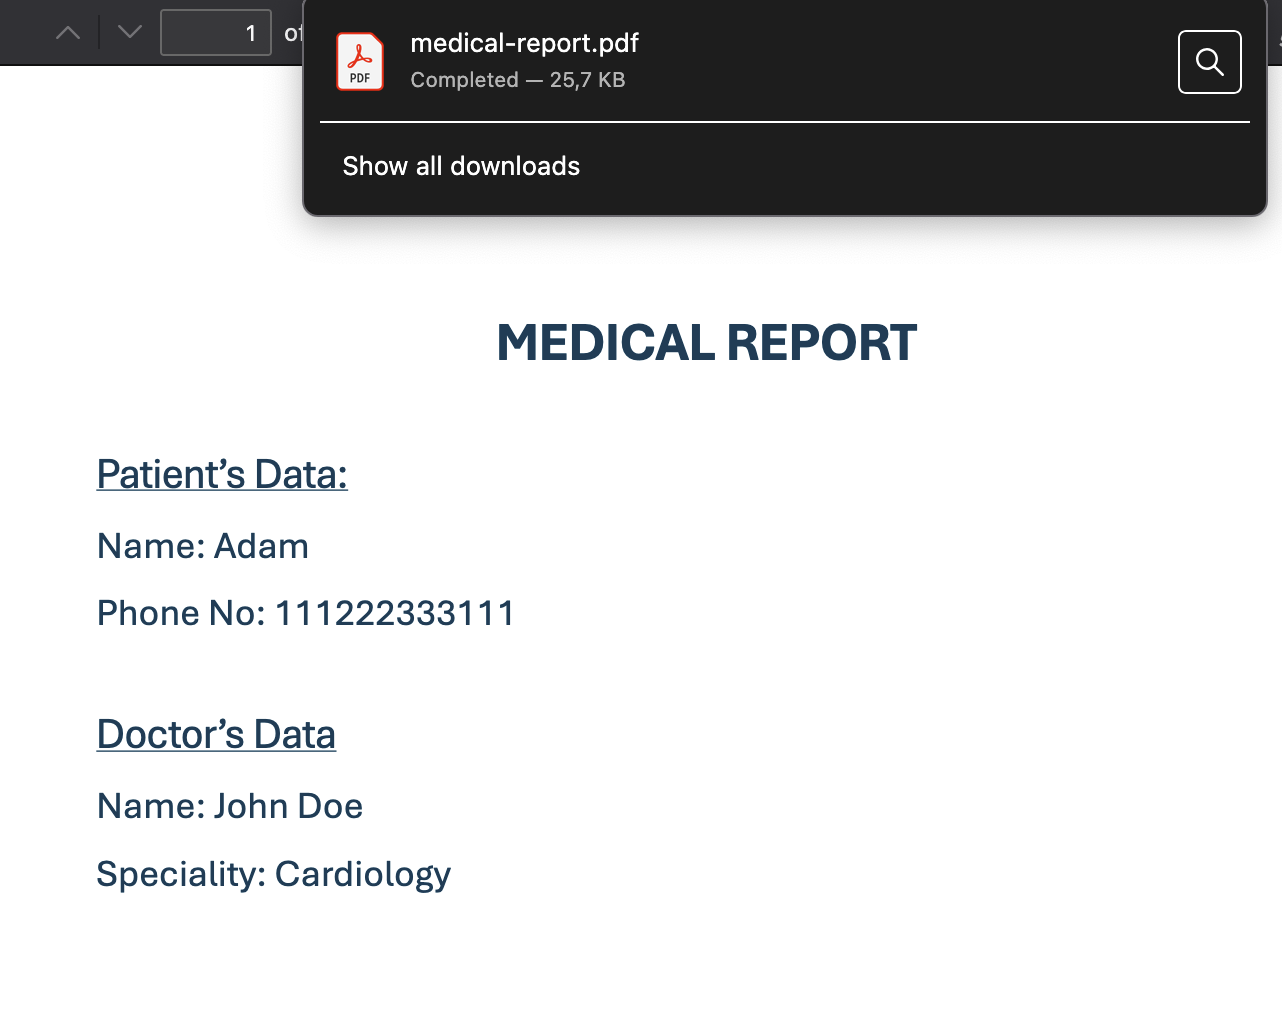 1 of
medical-report.pdf
PDF
Completed — 25,7 KB
Show all downloads
MEDICAL REPORT
Patient’s Data:
Name: Adam
Phone No: 111222333111
Doctor’s Data
Name: John Doe
Speciality: Cardiology